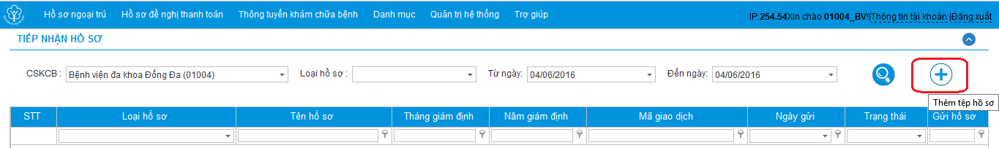 Hồ sơ ngoại trú Hồ sơ đề nghị thanh toán Thông tuyến khám chữa bệnh Danh mục Quản trị hệ thống Trợ giúp IP:254.54Xin chào 01004_BV!|Thông tin tài khoản |Đăng xuất
TIẾP NHẬN HỒ SƠ
CSKCB : Bệnh viện đa khoa Đống Đa (01004) Loại hồ sơ : Từ ngày: 04/06/2016 Đến ngày: 04/06/2016
Thêm tệp hồ sơ
STT Loại hồ sơ Tên hồ sơ Tháng giám định Năm giám định Mã giao dịch Ngày gửi Trạng thái Gửi hồ sơ